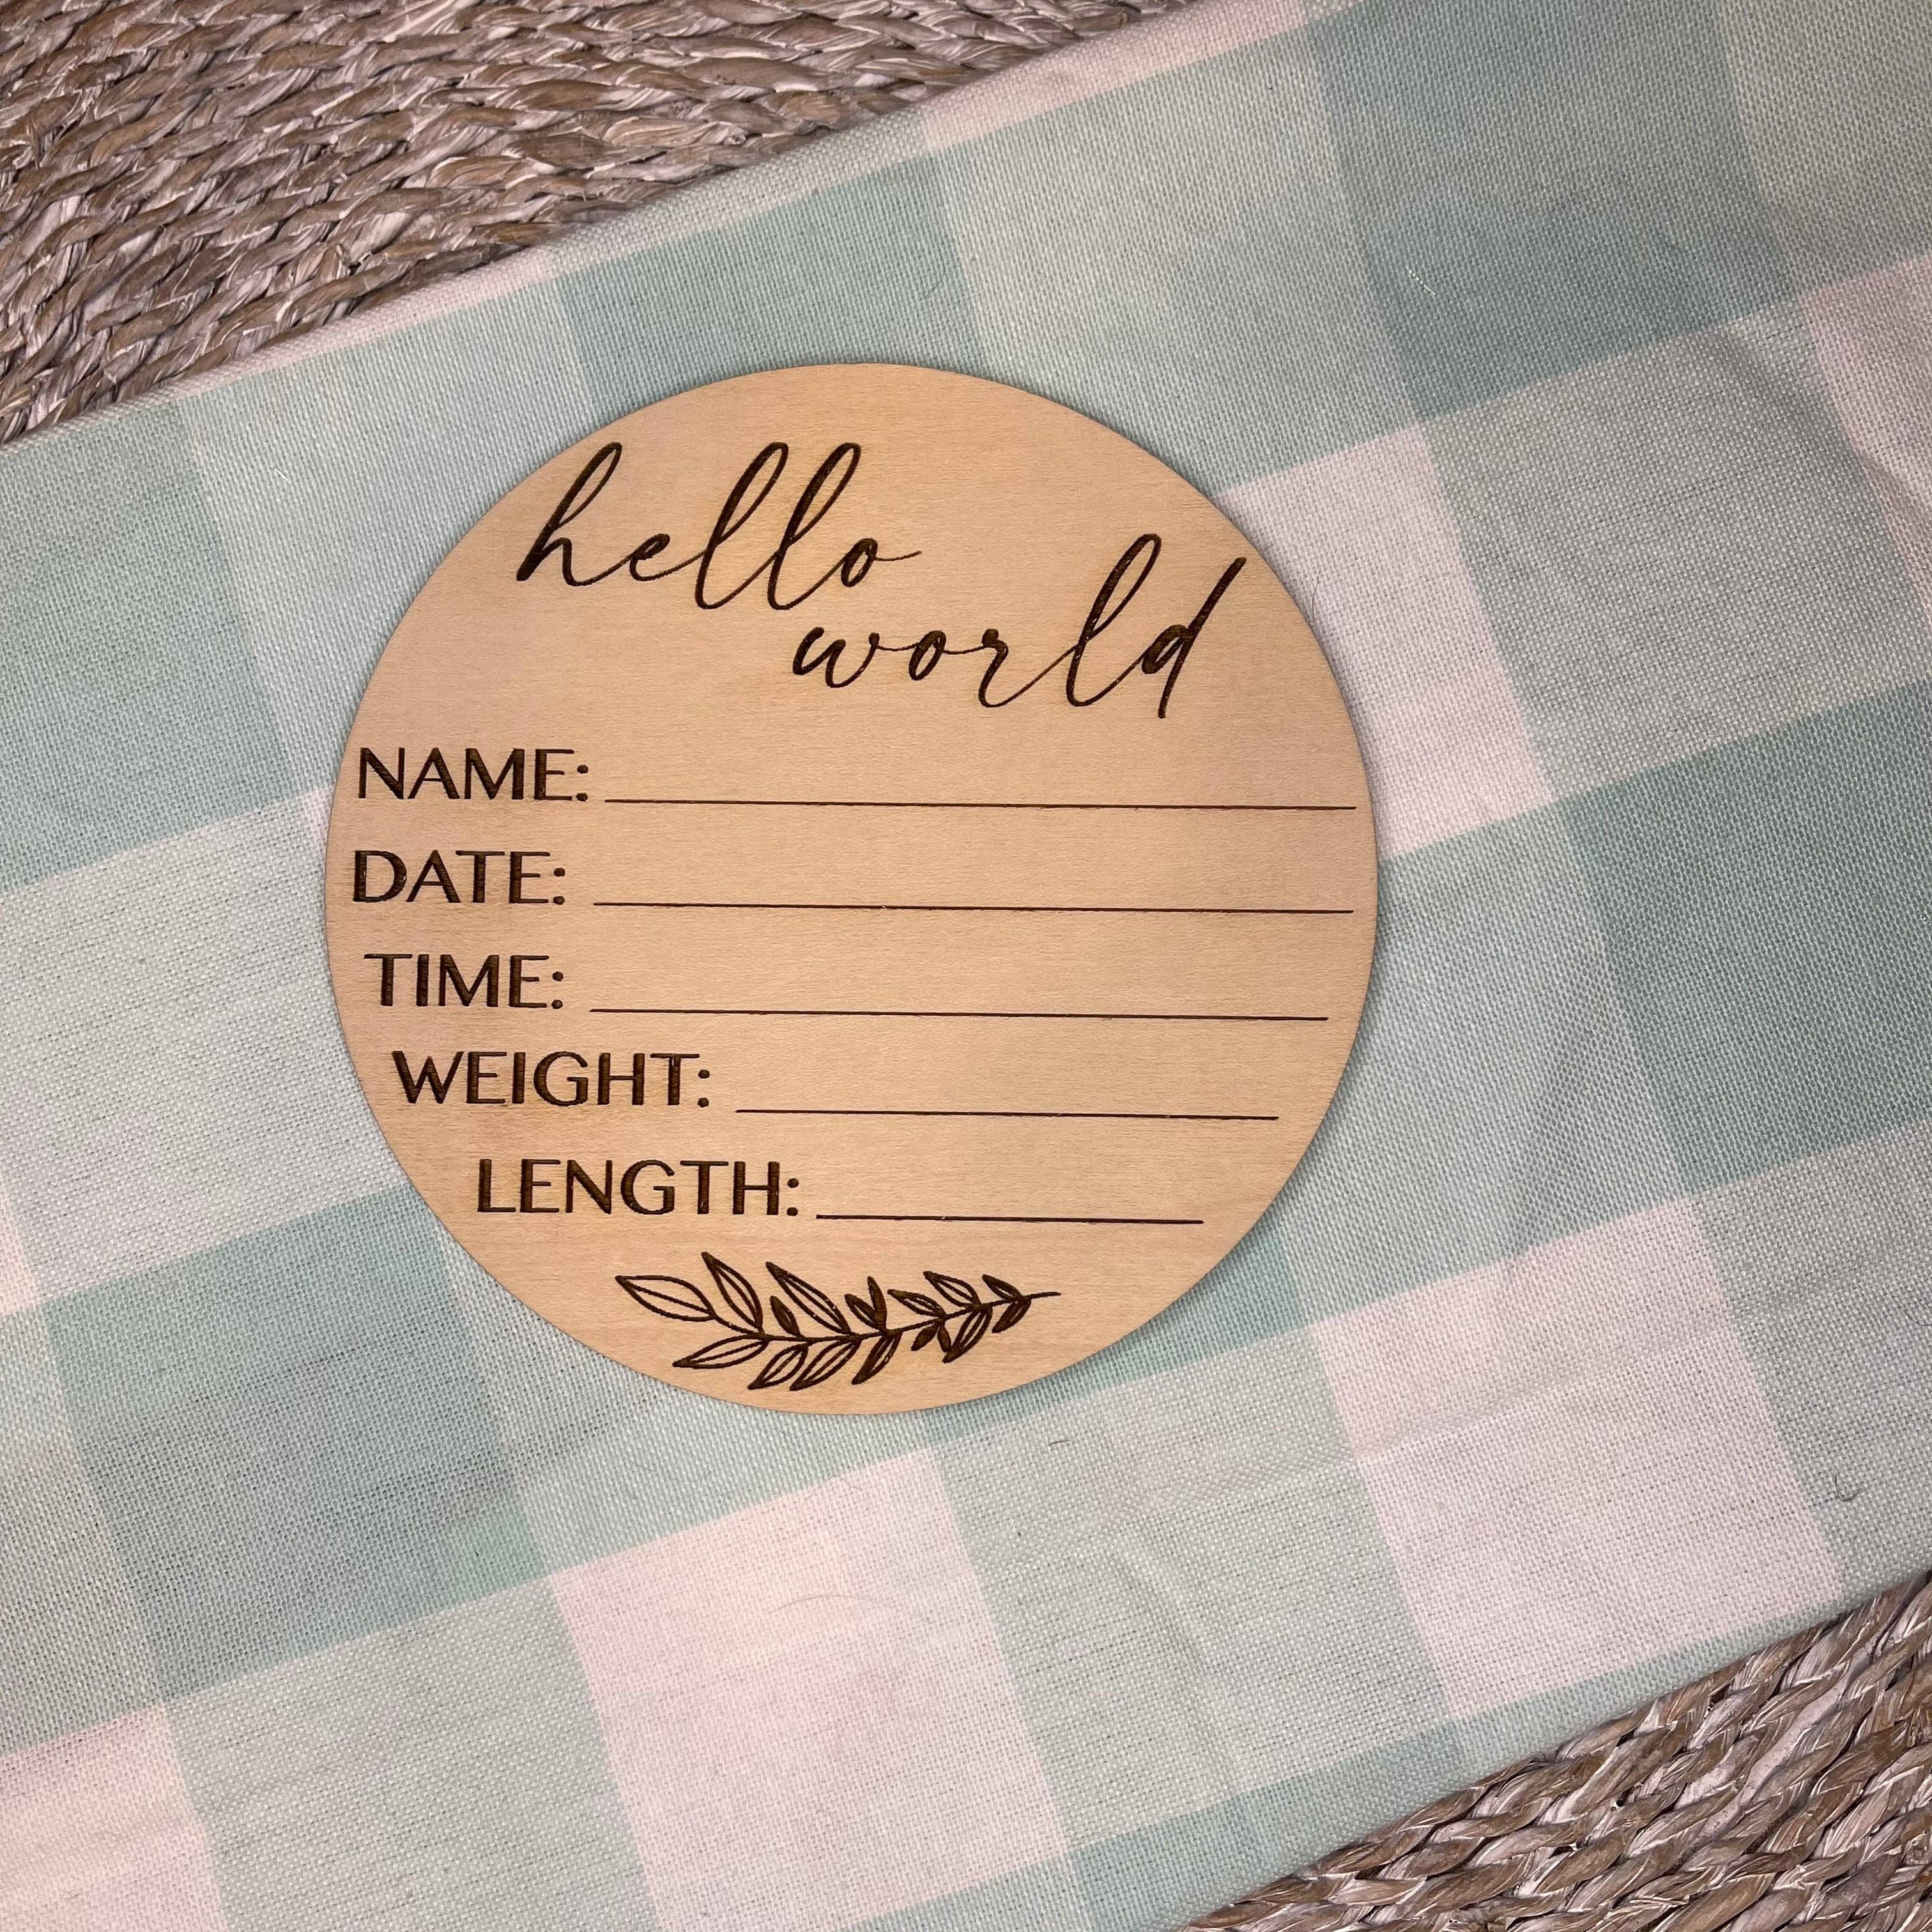 hello
world
NAME:
DATE:
TIME:
WEIGHT:
LENGTH: